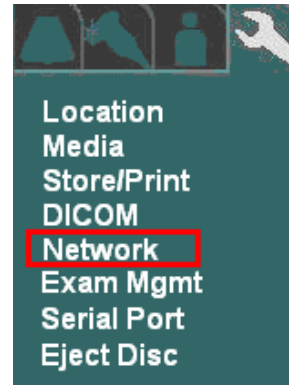 Location
Media
Store/Print
DICOM
Network
Exam Mgmt
Serial Port
Eject Disc